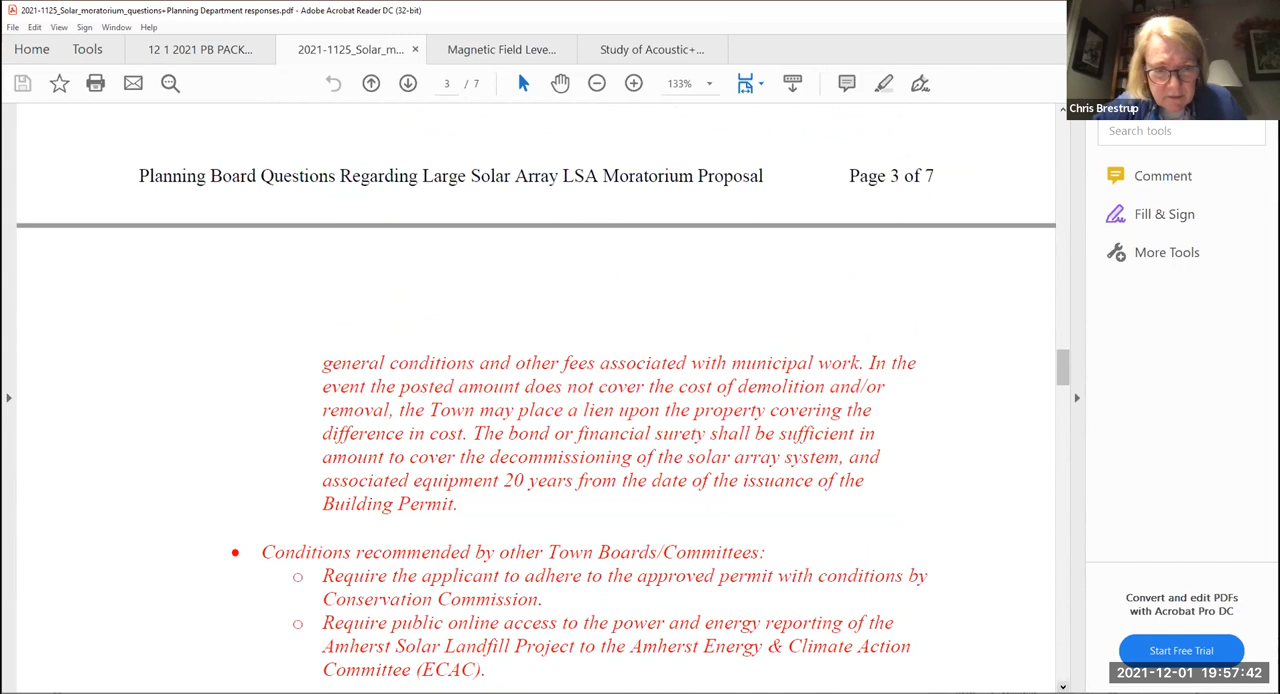 2021-1125_Solar_moratorium_questions+Planning Department responses.pdf - Adobe Acrobat Reader DC (32-bit)
File Edit View Sign Window Help
Home Tools 12 1 2021 PB PACK... 2021-1125_Solar_m... × Magnetic Field Leve... Study of Acoustic+...
3 / 7 133%
Chris Brestrup
Search tools
Comment
Fill & Sign
More Tools
Planning Board Questions Regarding Large Solar Array LSA Moratorium Proposal Page 3 of 7
general conditions and other fees associated with municipal work. In the
event the posted amount does not cover the cost of demolition and/or
removal, the Town may place a lien upon the property covering the
difference in cost. The bond or financial surety shall be sufficient in
amount to cover the decommissioning of the solar array system, and
associated equipment 20 years from the date of the issuance of the
Building Permit.
• Conditions recommended by other Town Boards/Committees:
o Require the applicant to adhere to the approved permit with conditions by
Conservation Commission.
o Require public online access to the power and energy reporting of the
Amherst Solar Landfill Project to the Amherst Energy & Climate Action
Committee (ECAC).
Convert and edit PDFs
with Acrobat Pro DC
Start Free Trial
2021-12-01 19:57:42